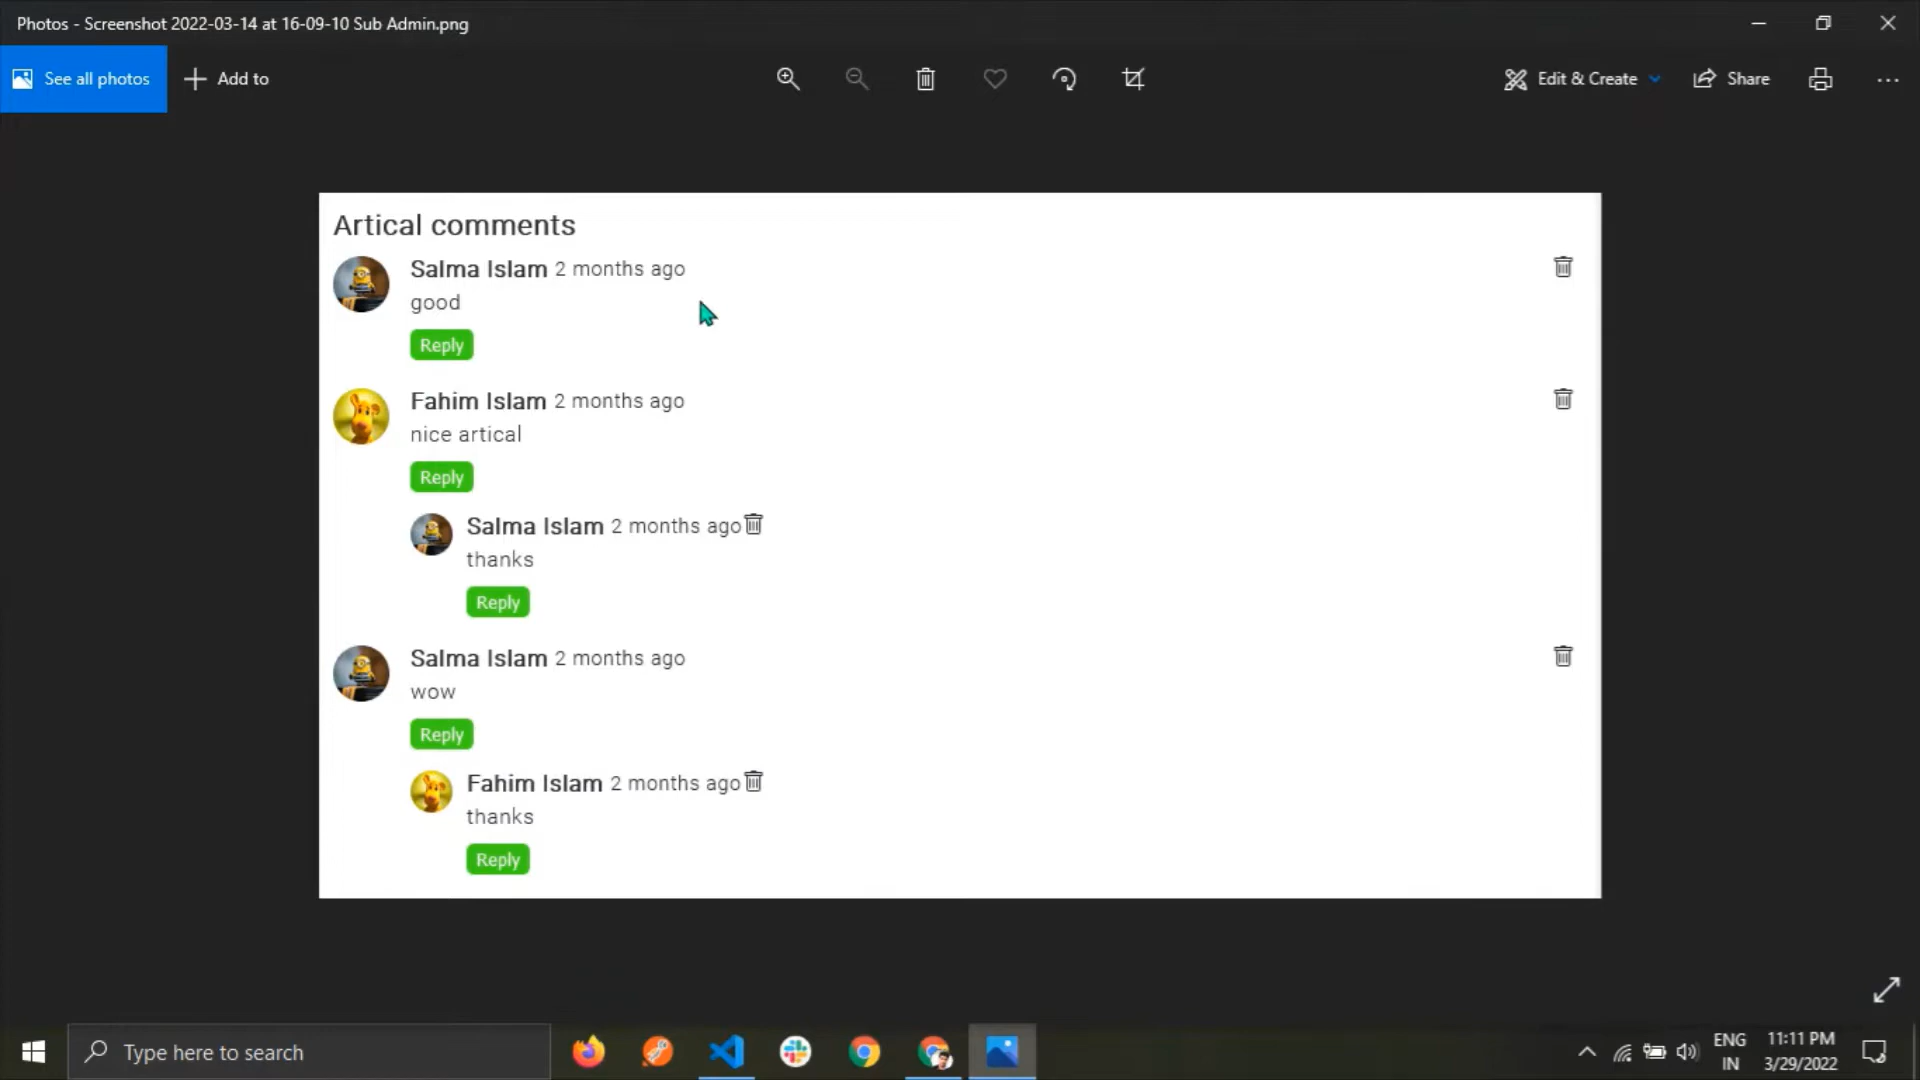 Photos - Screenshot 2022-03-14 at 16-09-10 Sub Admin.png
See all photos
Add to
Edit & Create
Share
Artical comments
Salma Islam 2 months ago
good
Reply
Fahim Islam 2 months ago
nice artical
Reply
Salma Islam 2 months ago
thanks
Reply
Salma Islam 2 months ago
wow
Reply
Fahim Islam 2 months ago
thanks
Reply
Type here to search
ENG
IN
11:11 PM
3/29/2022